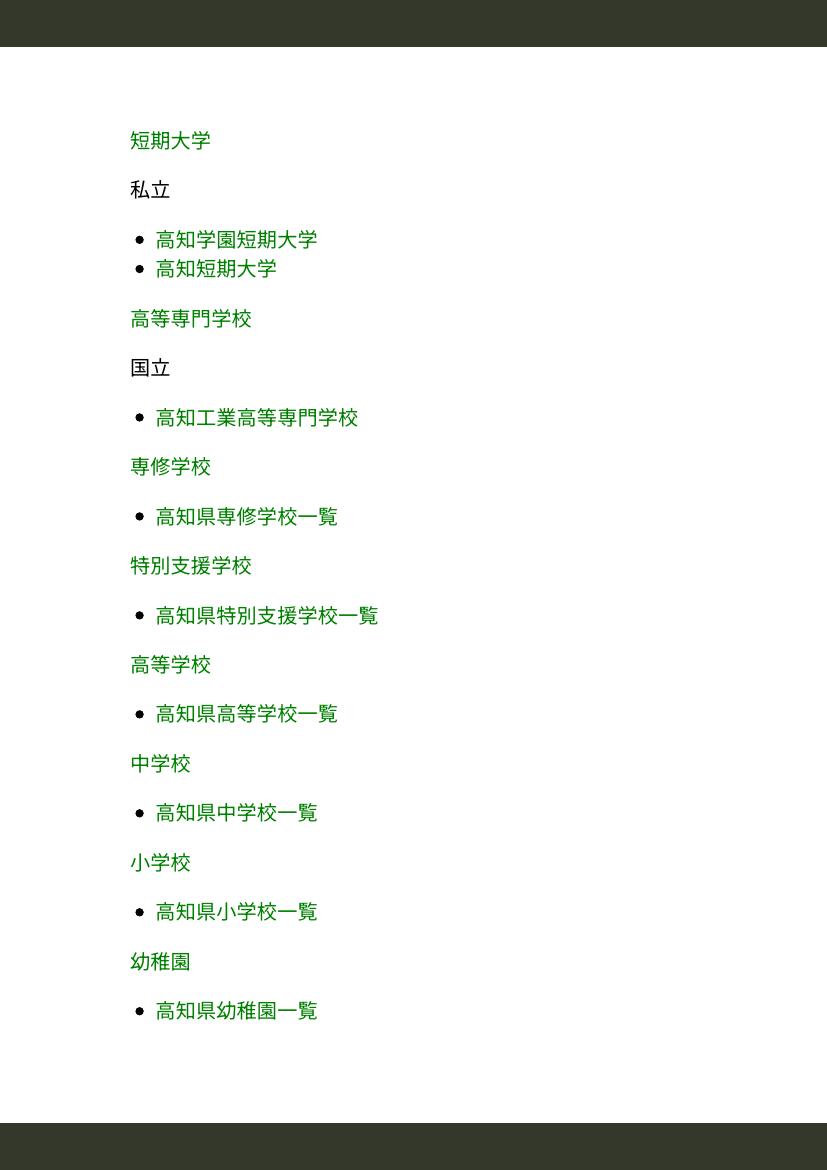 短期大学
私立
高知学園短期大学
高知短期大学
高等専門学校
国立
高知工業高等専門学校
専修学校
高知県専修学校一覧
特別支援学校
高知県特別支援学校一覧
高等学校
高知県高等学校一覧
中学校
高知県中学校一覧
小学校
高知県小学校一覧
幼稚園
高知県幼稚園一覧